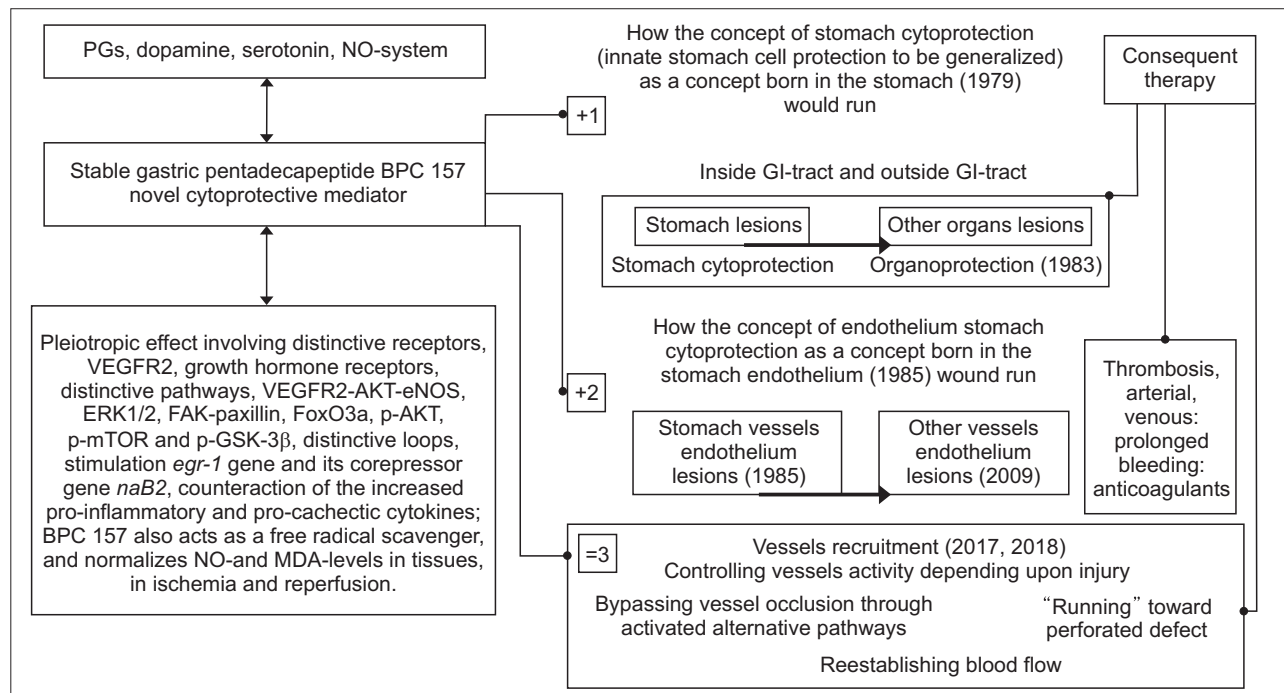 PGs, dopamine, serotonin, NO-system
Stable gastric pentadecapeptide BPC 157
novel cytoprotective mediator
Pleiotropic effect involving distinctive receptors,
VEGFR2, growth hormone receptors,
distinctive pathways, VEGFR2-AKT-eNOS,
ERK1/2, FAK-paxillin, FoxO3a, p-AKT,
p-mTOR and p-GSK-3β, distinctive loops,
stimulation egr-1 gene and its corepressor
gene naB2, counteraction of the increased
pro-inflammatory and pro-cachectic cytokines;
BPC 157 also acts as a free radical scavenger,
and normalizes NO-and MDA-levels in tissues,
in ischemia and reperfusion.
How the concept of stomach cytoprotection
(innate stomach cell protection to be generalized)
as a concept born in the stomach (1979)
would run
+1
Inside GI-tract and outside GI-tract
Stomach lesions
Other organs lesions
Stomach cytoprotection
Organoprotection (1983)
How the concept of endothelium stomach
cytoprotection as a concept born in the
stomach endothelium (1985) wound run
+2
Stomach vessels
endothelium
lesions (1985)
Other vessels
endothelium
lesions (2009)
=3
Vessels recruitment (2017, 2018)
Controlling vessels activity depending upon injury
Bypassing vessel occlusion through
activated alternative pathways
"Running" toward
perforated defect
Reestablishing blood flow
Consequent
therapy
Thrombosis,
arterial,
venous:
prolonged
bleeding:
anticoagulants